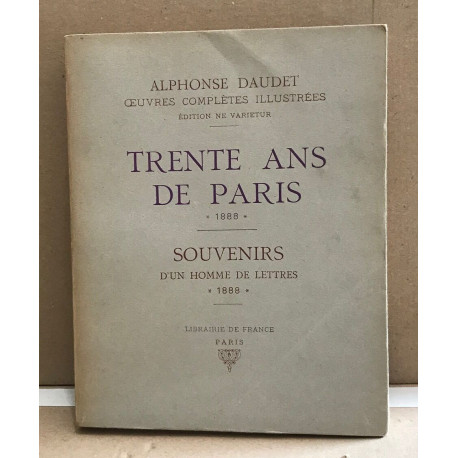 ALPHONSE DAUDET
ŒUVRES COMPLÈTES ILLUSTRÉES
ÉDITION NE VARIETUR
TRENTE ANS
DE PARIS
* 1888 *
SOUVENIRS
D'UN HOMME DE LETTRES
* 1888 *
LIBRAIRIE DE FRANCE
PARIS